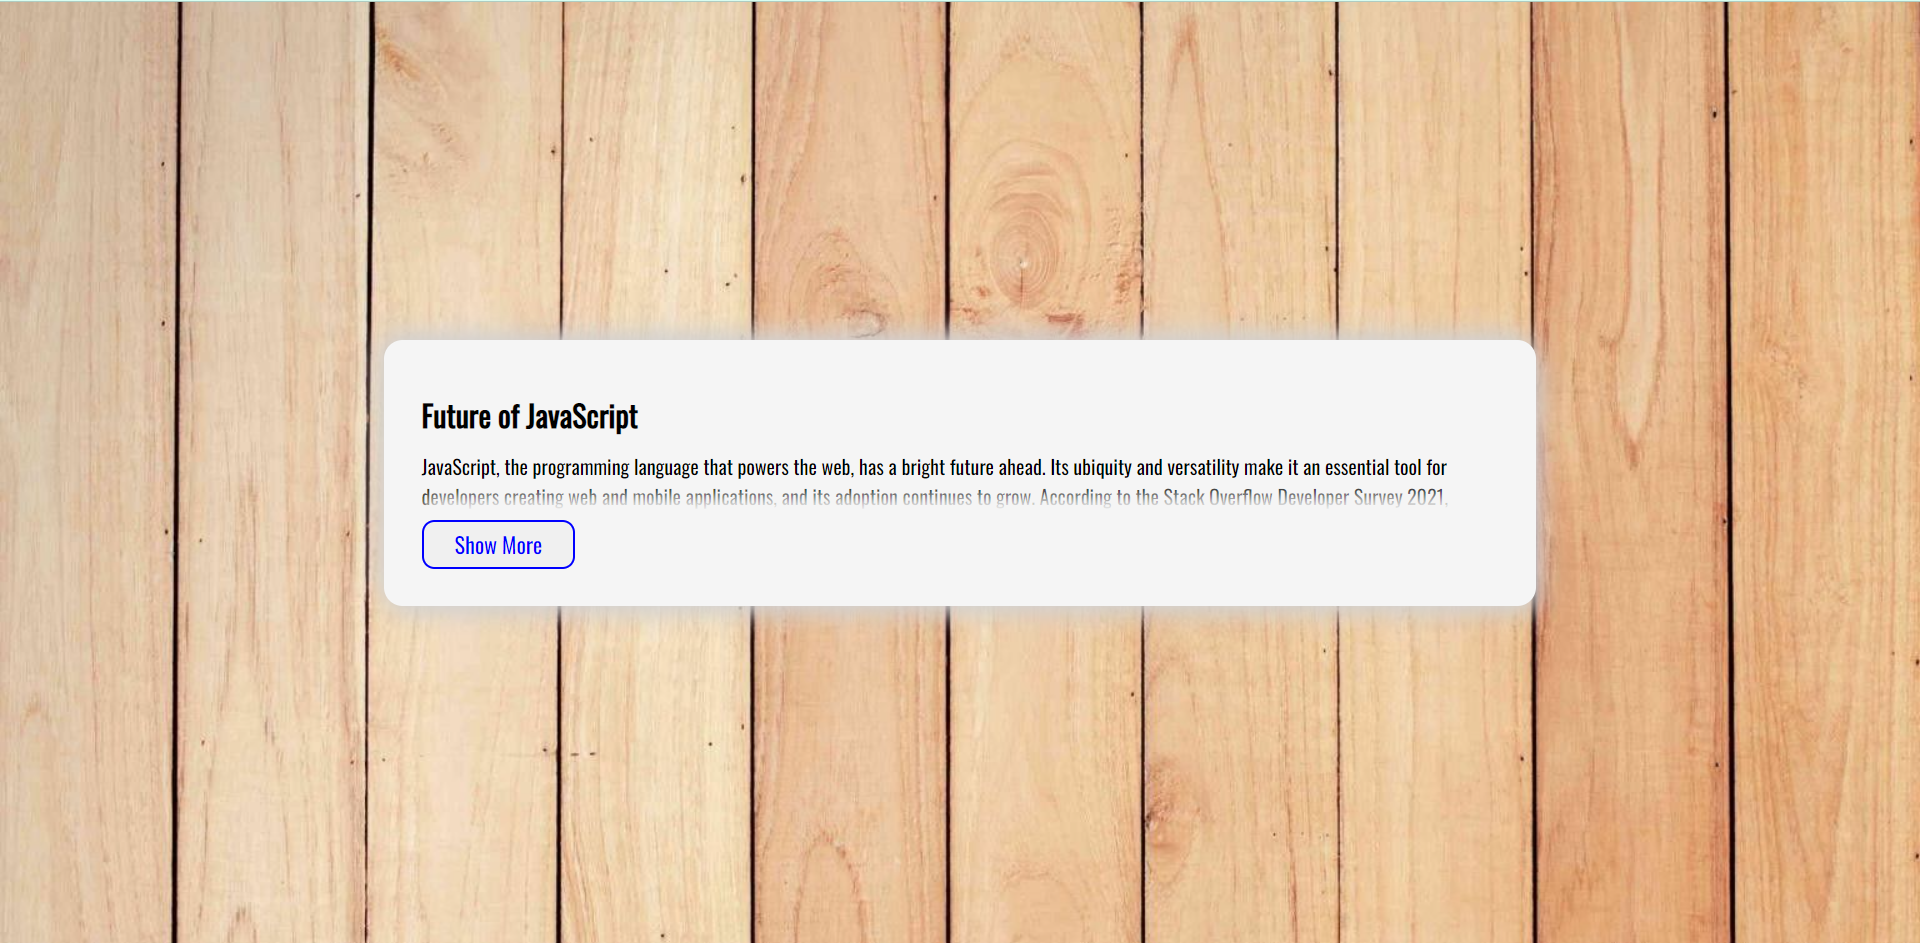 Future of JavaScript
JavaScript, the programming language that powers the web, has a bright future ahead. Its ubiquity and versatility make it an essential tool for
developers creating web and mobile applications, and its adoption continues to grow. According to the Stack Overflow Developer Survey 2021,
Show More